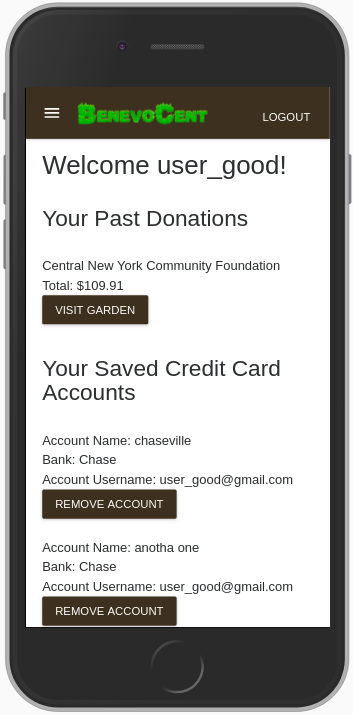 BENEVOCENT
LOGOUT
Welcome user_good!
Your Past Donations
Central New York Community Foundation
Total: $109.91
VISIT GARDEN
Your Saved Credit Card
Accounts
Account Name: chaseville
Bank: Chase
Account Username: user_good@gmail.com
REMOVE ACCOUNT
Account Name: anotha one
Bank: Chase
Account Username: user_good@gmail.com
REMOVE ACCOUNT